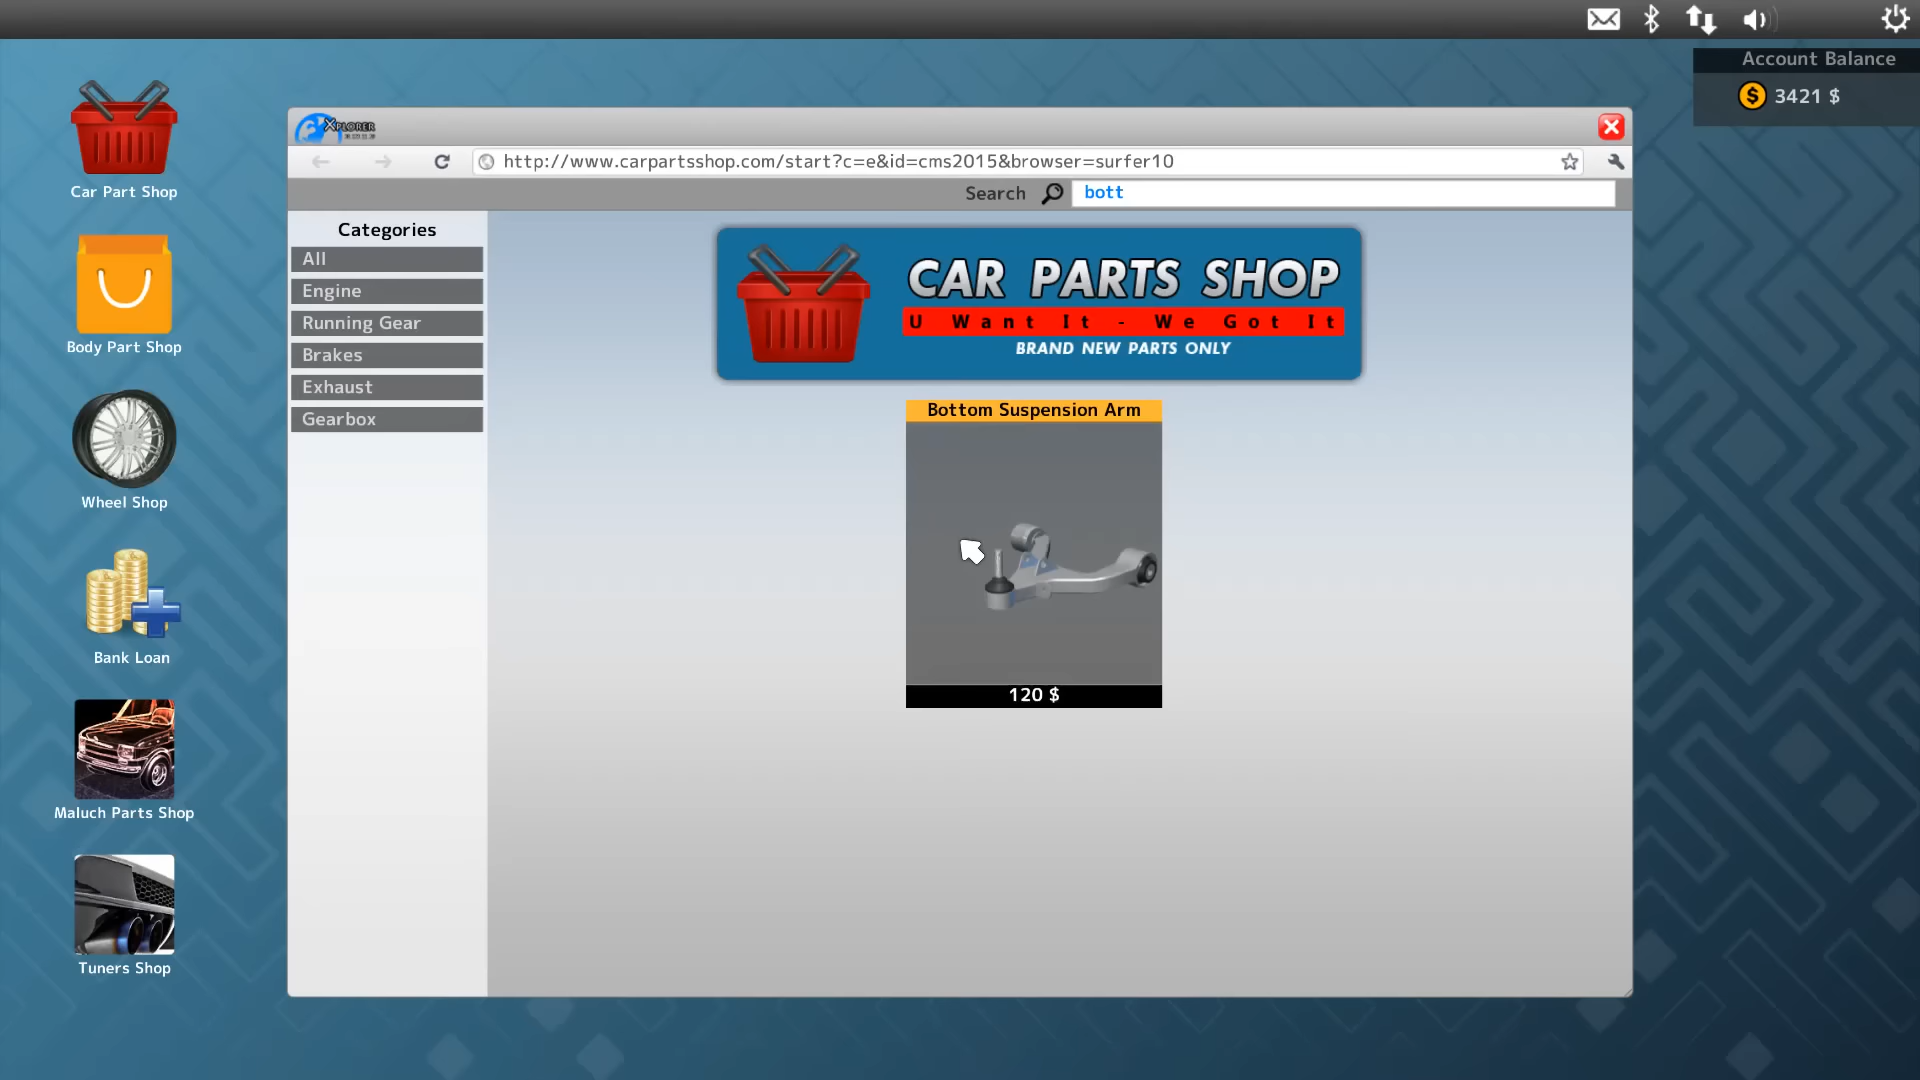 Account Balance
$ 3421 $
Car Part Shop
Body Part Shop
Wheel Shop
Bank Loan
Maluch Parts Shop
Tuners Shop
XPLORER
http://www.carpartsshop.com/start?c=e&id=cms2015&browser=surfer10
Search bott
Categories
All
Engine
Running Gear
Brakes
Exhaust
Gearbox
CAR PARTS SHOP
U Want It - We Got It
BRAND NEW PARTS ONLY
Bottom Suspension Arm
120 $